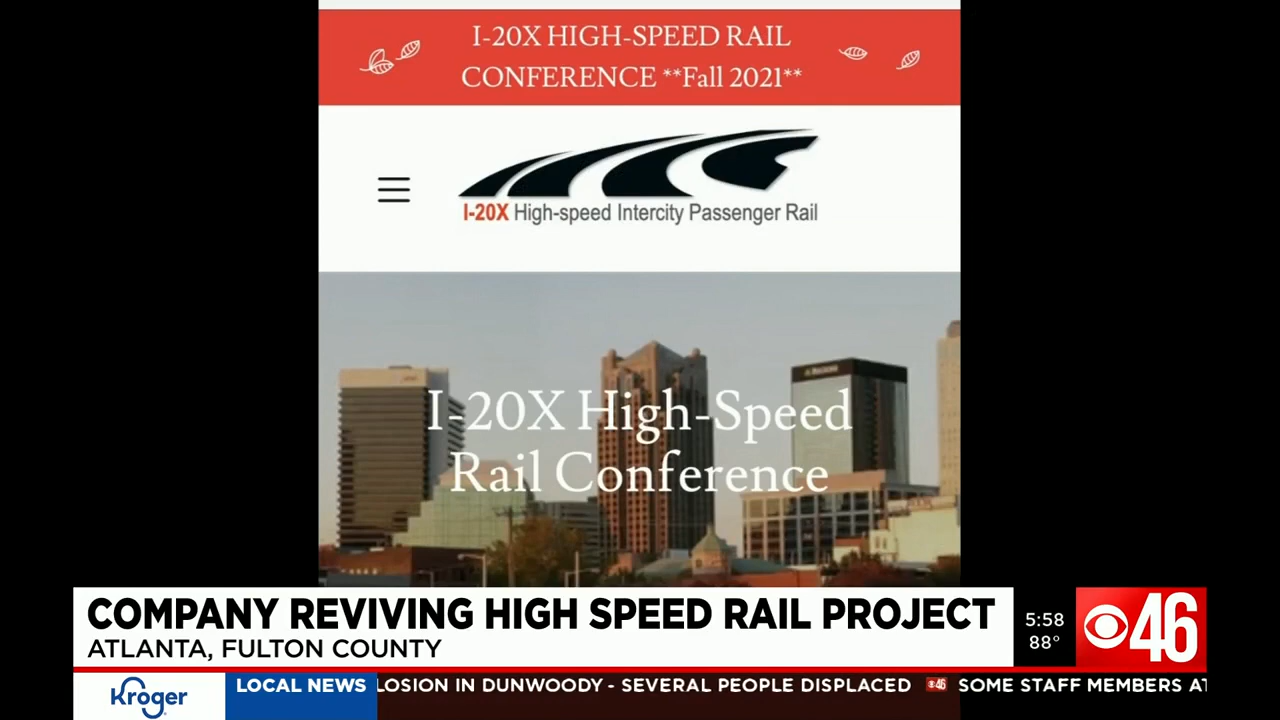 I-20X HIGH-SPEED RAIL
CONFERENCE **Fall 2021**
I-20X High-speed Intercity Passenger Rail
I-20X High-Speed
Rail Conference
COMPANY REVIVING HIGH SPEED RAIL PROJECT
ATLANTA, FULTON COUNTY
5:58
88°
46
Kroger
LOCAL NEWS
LOSION IN DUNWOODY - SEVERAL PEOPLE DISPLACED 46 SOME STAFF MEMBERS AT